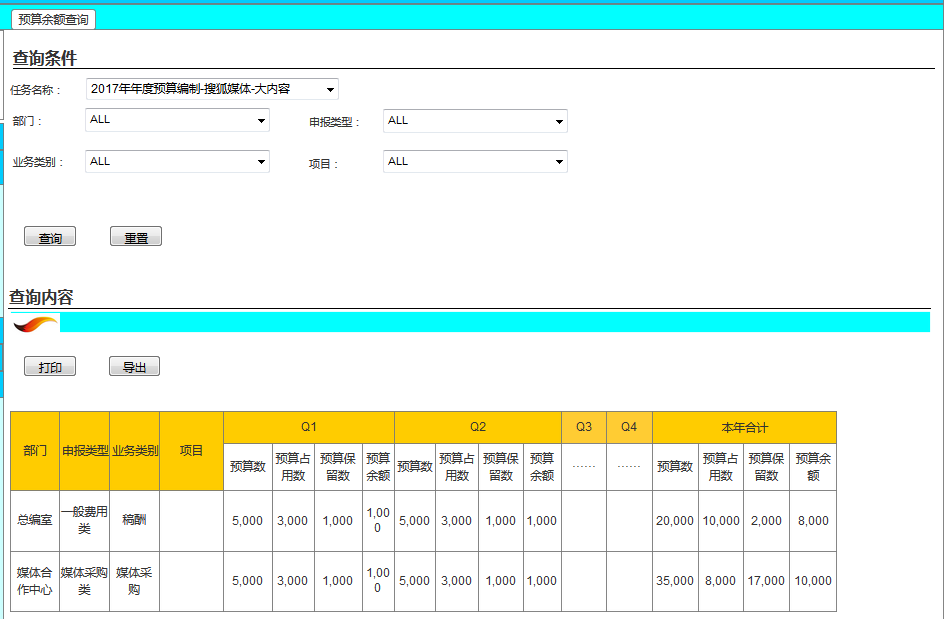 预算余额查询
查询条件
任务名称： 2017年年度预算编制-搜狐媒体-大内容
部门： ALL 申报类型： ALL
业务类别： ALL 项目： ALL
查询 重置
查询内容
打印 导出
部门 申报类型 业务类别 项目 Q1 Q2 Q3 Q4 本年合计
预算数 预算占用数 预算保留数 预算余额 预算数 预算占用数 预算保留数 预算余额 ...... ...... 预算数 预算占用数 预算保留数 预算余额
总编室 一般费用类 稿酬 5,000 3,000 1,000 1,000 5,000 3,000 1,000 1,000 20,000 10,000 2,000 8,000
媒体合作中心 媒体采购类 媒体采购 5,000 3,000 1,000 1,000 5,000 3,000 1,000 1,000 35,000 8,000 17,000 10,000